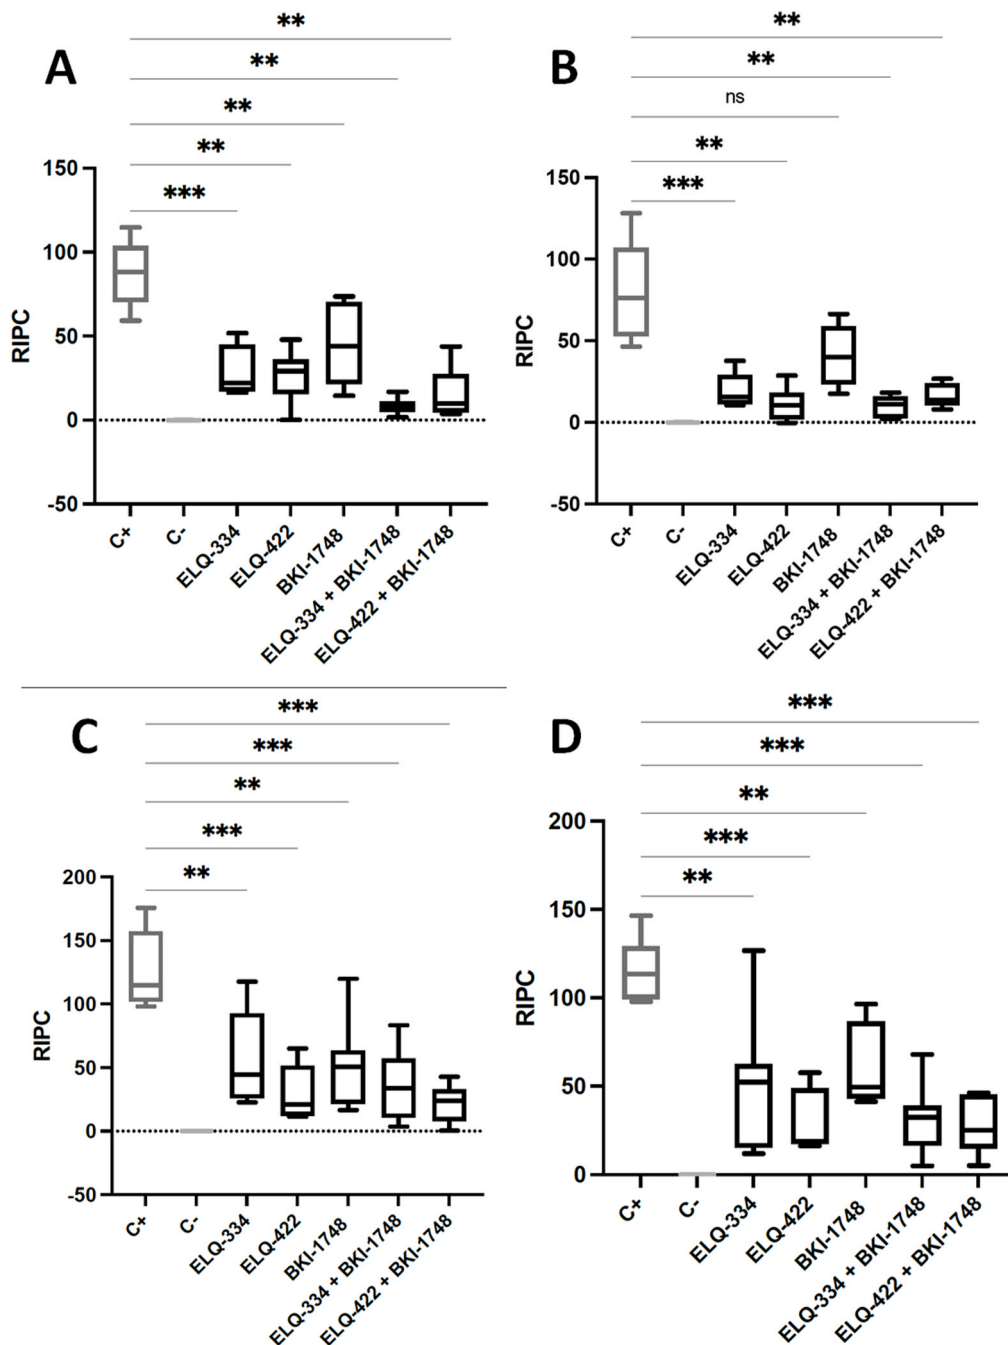 A
**
**
**
**
***
150
100
50
0
-50
RIPC
C+
C-
ELQ-334
ELQ-422
BKI-1748
ELQ-334 + BKI-1748
ELQ-422 + BKI-1748
B
**
**
ns
**
***
150
100
50
0
-50
RIPC
C+
C-
ELQ-334
ELQ-422
BKI-1748
ELQ-334 + BKI-1748
ELQ-422 + BKI-1748
C
***
***
**
***
**
200
150
100
50
0
-50
RIPC
C+
C-
ELQ-334
ELQ-422
BKI-1748
ELQ-334 + BKI-1748
ELQ-422 + BKI-1748
D
***
***
**
***
**
200
150
100
50
0
RIPC
C+
C-
ELQ-334
ELQ-422
BKI-1748
ELQ-334 + BKI-1748
ELQ-422 + BKI-1748